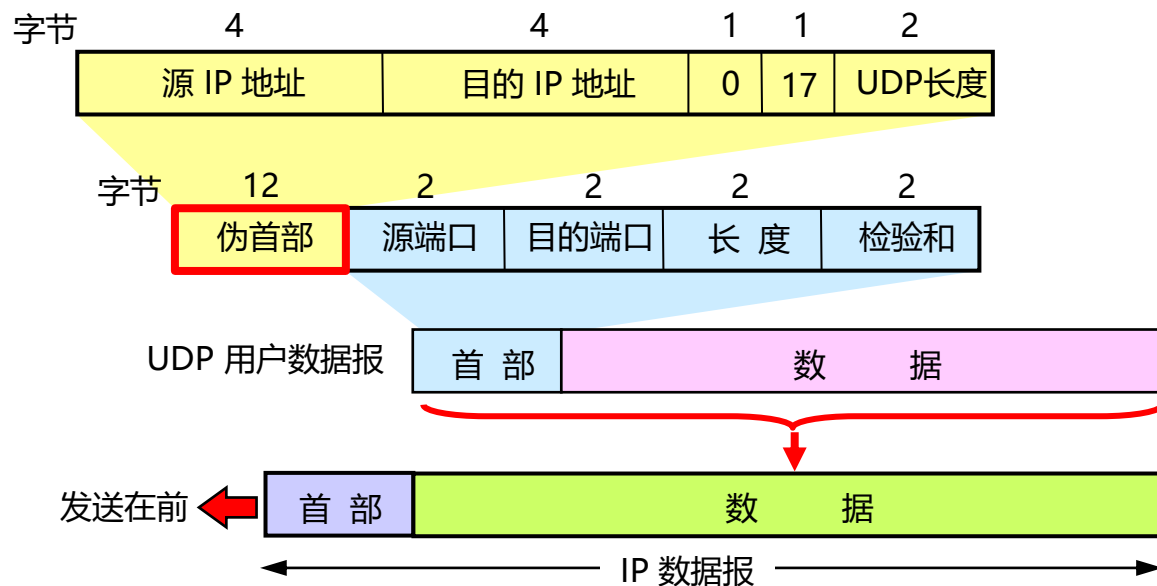 字节 4 4 1 1 2
源 IP 地址 目的 IP 地址 0 17 UDP长度
字节 12 2 2 2 2
伪首部 源端口 目的端口 长 度 检验和
UDP 用户数据报 首 部 数 据
发送在前 首 部 数 据
IP 数据报